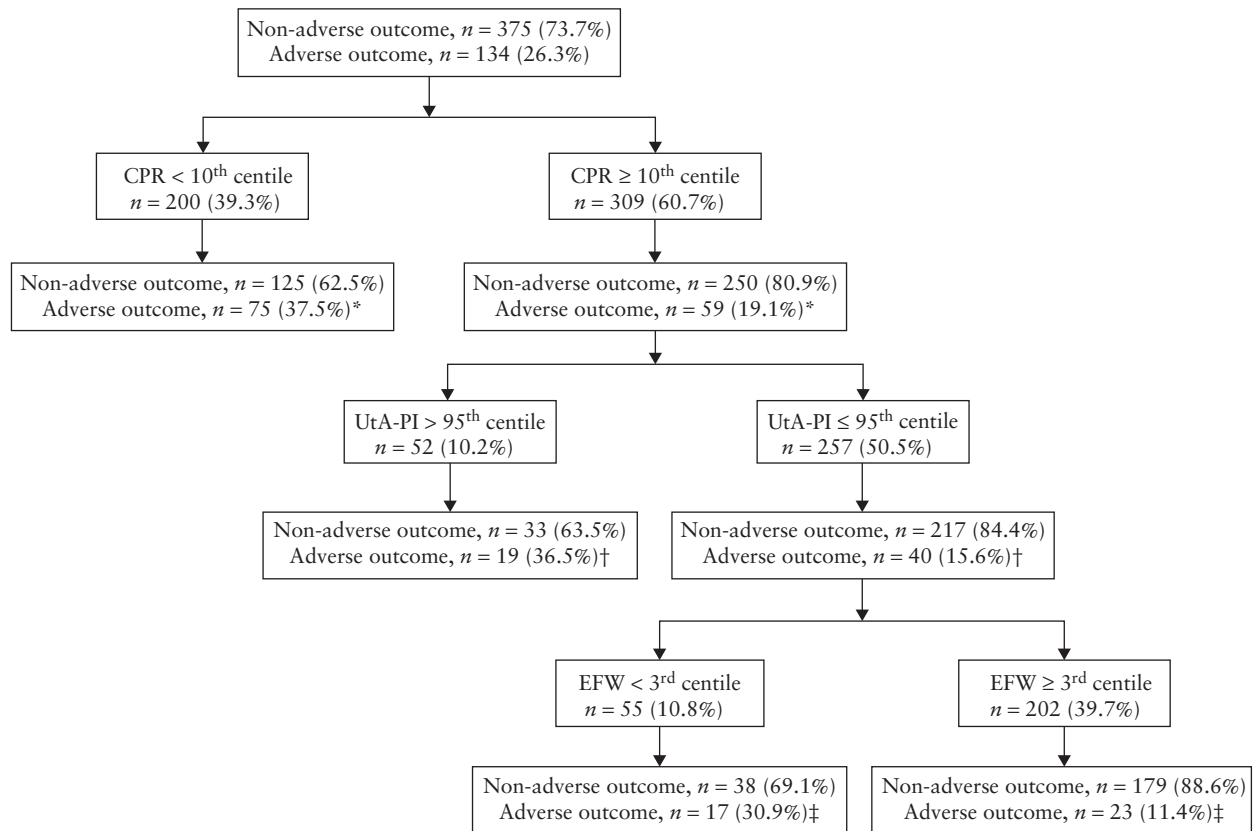 Non-adverse outcome, n = 375 (73.7%)
Adverse outcome, n = 134 (26.3%)
CPR < 10th centile
n = 200 (39.3%)
CPR ≥ 10th centile
n = 309 (60.7%)
Non-adverse outcome, n = 125 (62.5%)
Adverse outcome, n = 75 (37.5%)*
Non-adverse outcome, n = 250 (80.9%)
Adverse outcome, n = 59 (19.1%)*
UtA-PI > 95th centile
n = 52 (10.2%)
UtA-PI ≤ 95th centile
n = 257 (50.5%)
Non-adverse outcome, n = 33 (63.5%)
Adverse outcome, n = 19 (36.5%)†
Non-adverse outcome, n = 217 (84.4%)
Adverse outcome, n = 40 (15.6%)†
EFW < 3rd centile
n = 55 (10.8%)
EFW ≥ 3rd centile
n = 202 (39.7%)
Non-adverse outcome, n = 38 (69.1%)
Adverse outcome, n = 17 (30.9%)‡
Non-adverse outcome, n = 179 (88.6%)
Adverse outcome, n = 23 (11.4%)‡